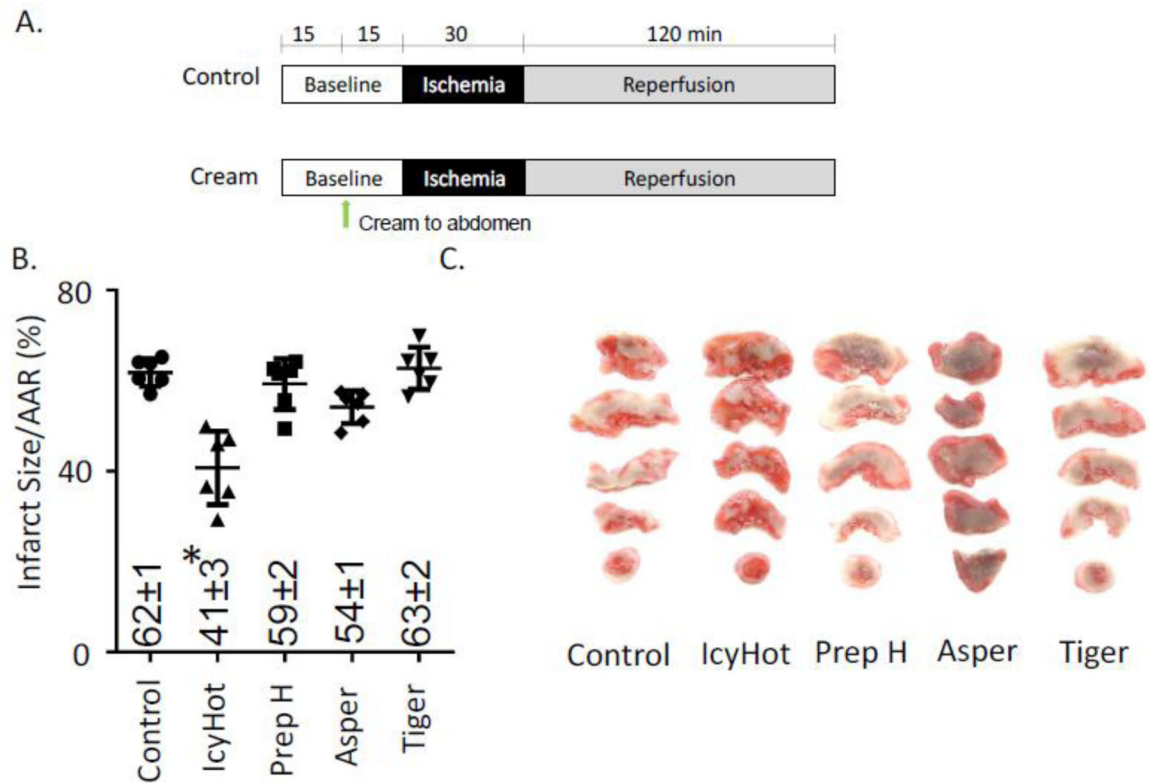 A.
15 15 30 120 min
Control Baseline Ischemia Reperfusion
Cream Baseline Ischemia Reperfusion
Cream to abdomen
B.
Infarct Size/AAR (%)
80
40
0
62±1
*
41±3
59±2
54±1
63±2
Control
IcyHot
Prep H
Asper
Tiger
C.
Control IcyHot Prep H Asper Tiger